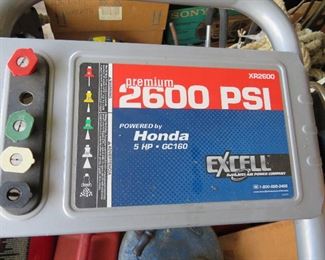 SONY
XR2600
premium
2600 PSI
POWERED by
Honda
5 HP • GC160
EXCELL